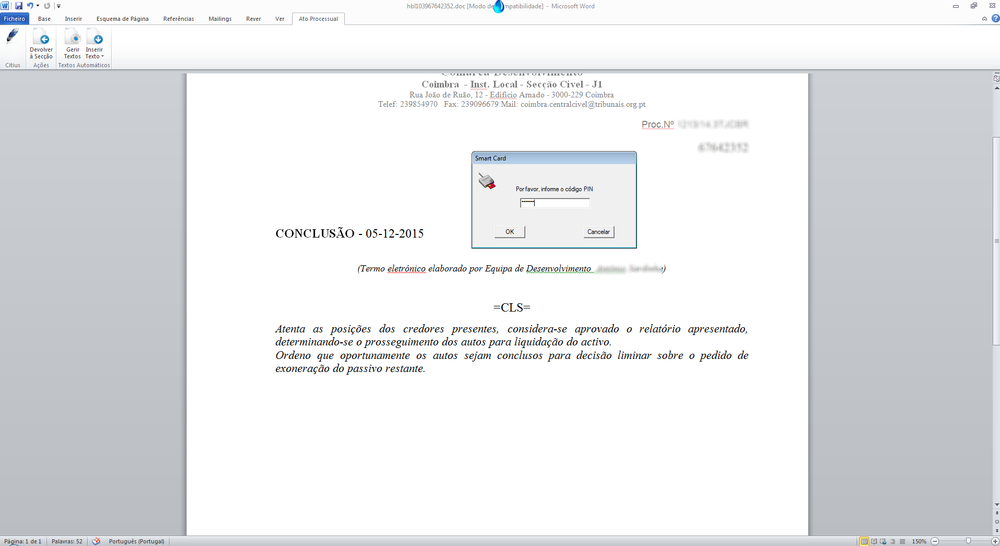 hbl103967642352.doc [Modo de mpatibilidade] - Microsoft Word
Ficheiro Base Inserir Esquema de Página Referências Mailings Rever Ver Ato Processual
Devolver à Secção
Gerir Textos
Inserir Texto
Citius Ações Textos Automáticos
Comarca Desenvolvimento
Coimbra - Inst. Local - Secção Cível - J1
Rua João de Ruão, 12 - Edificio Arnado - 3000-229 Coimbra
Telef: 239854970 Fax: 239096679 Mail: coimbra.centralcivel@tribunais.org.pt
Proc.Nº
Smart Card
Por favor, informe o código PIN
******
OK Cancelar
CONCLUSÃO - 05-12-2015
(Termo eletrónico elaborado por Equipa de Desenvolvimento )
=CLS=
Atenta as posições dos credores presentes, considera-se aprovado o relatório apresentado,
determinando-se o prosseguimento dos autos para liquidação do activo.
Ordeno que oportunamente os autos sejam conclusos para decisão liminar sobre o pedido de
exoneração do passivo restante.
Página: 1 de 1 Palavras: 52 Português (Portugal) 150%